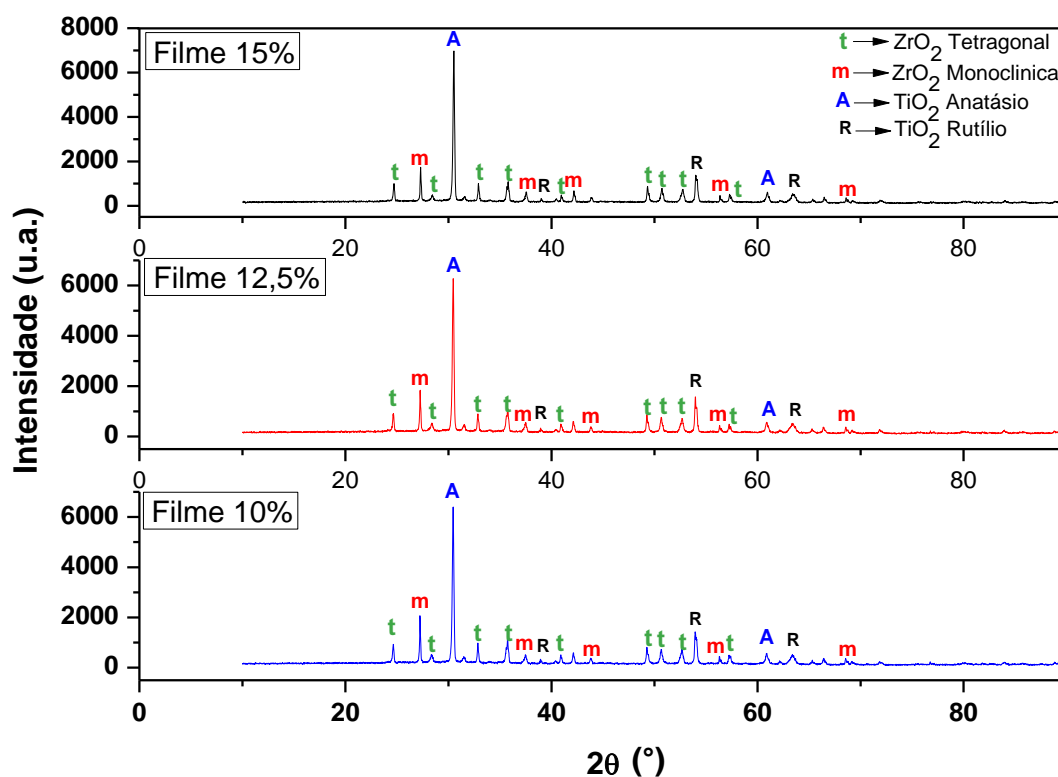 Intensidade (u.a.)
Filme 15%
8000
6000
4000
2000
0
t → ZrO2 Tetragonal
m → ZrO2 Monoclinica
A → TiO2 Anatásio
R → TiO2 Rutílio
A
t m t t t m R t m t t t R m t A R m
0 20 40 60 80
Filme 12,5%
6000
4000
2000
0
A
t m t t t m R t m t t t R m t A R m
0 20 40 60 80
Filme 10%
6000
4000
2000
0
A
t m t t t m R t m t t t R m t A R m
0 20 40 60 80
2θ (°)